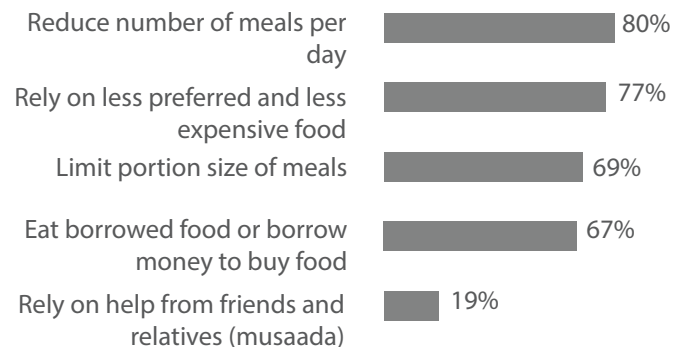 Reduce number of meals per
day
80%
Rely on less preferred and less
expensive food
77%
Limit portion size of meals
69%
Eat borrowed food or borrow
money to buy food
67%
Rely on help from friends and
relatives (musaada)
19%